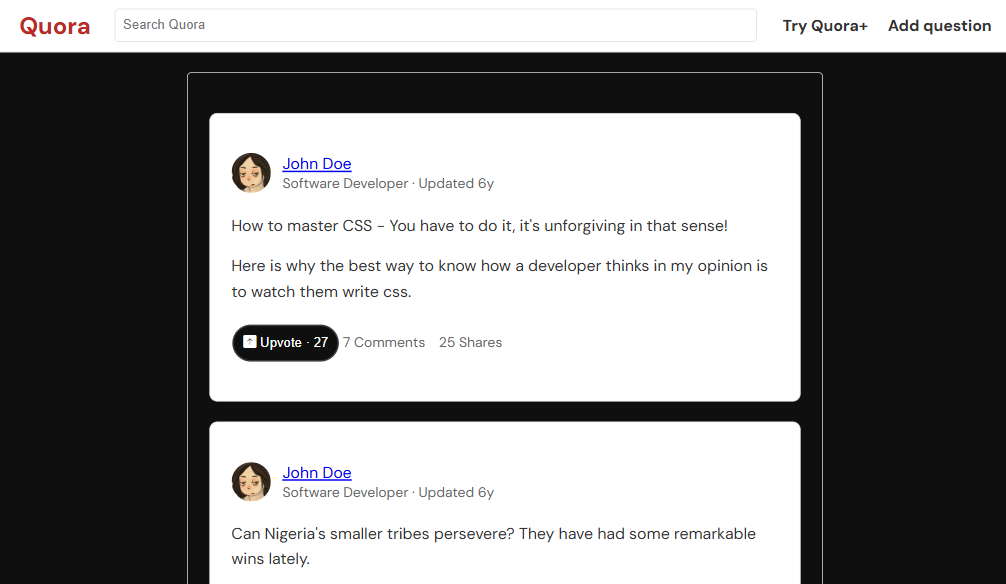 Quora
Search Quora
Try Quora+
Add question
John Doe
Software Developer · Updated 6y
How to master CSS - You have to do it, it's unforgiving in that sense!
Here is why the best way to know how a developer thinks in my opinion is
to watch them write css.
Upvote · 27 7 Comments 25 Shares
John Doe
Software Developer · Updated 6y
Can Nigeria's smaller tribes persevere? They have had some remarkable
wins lately.